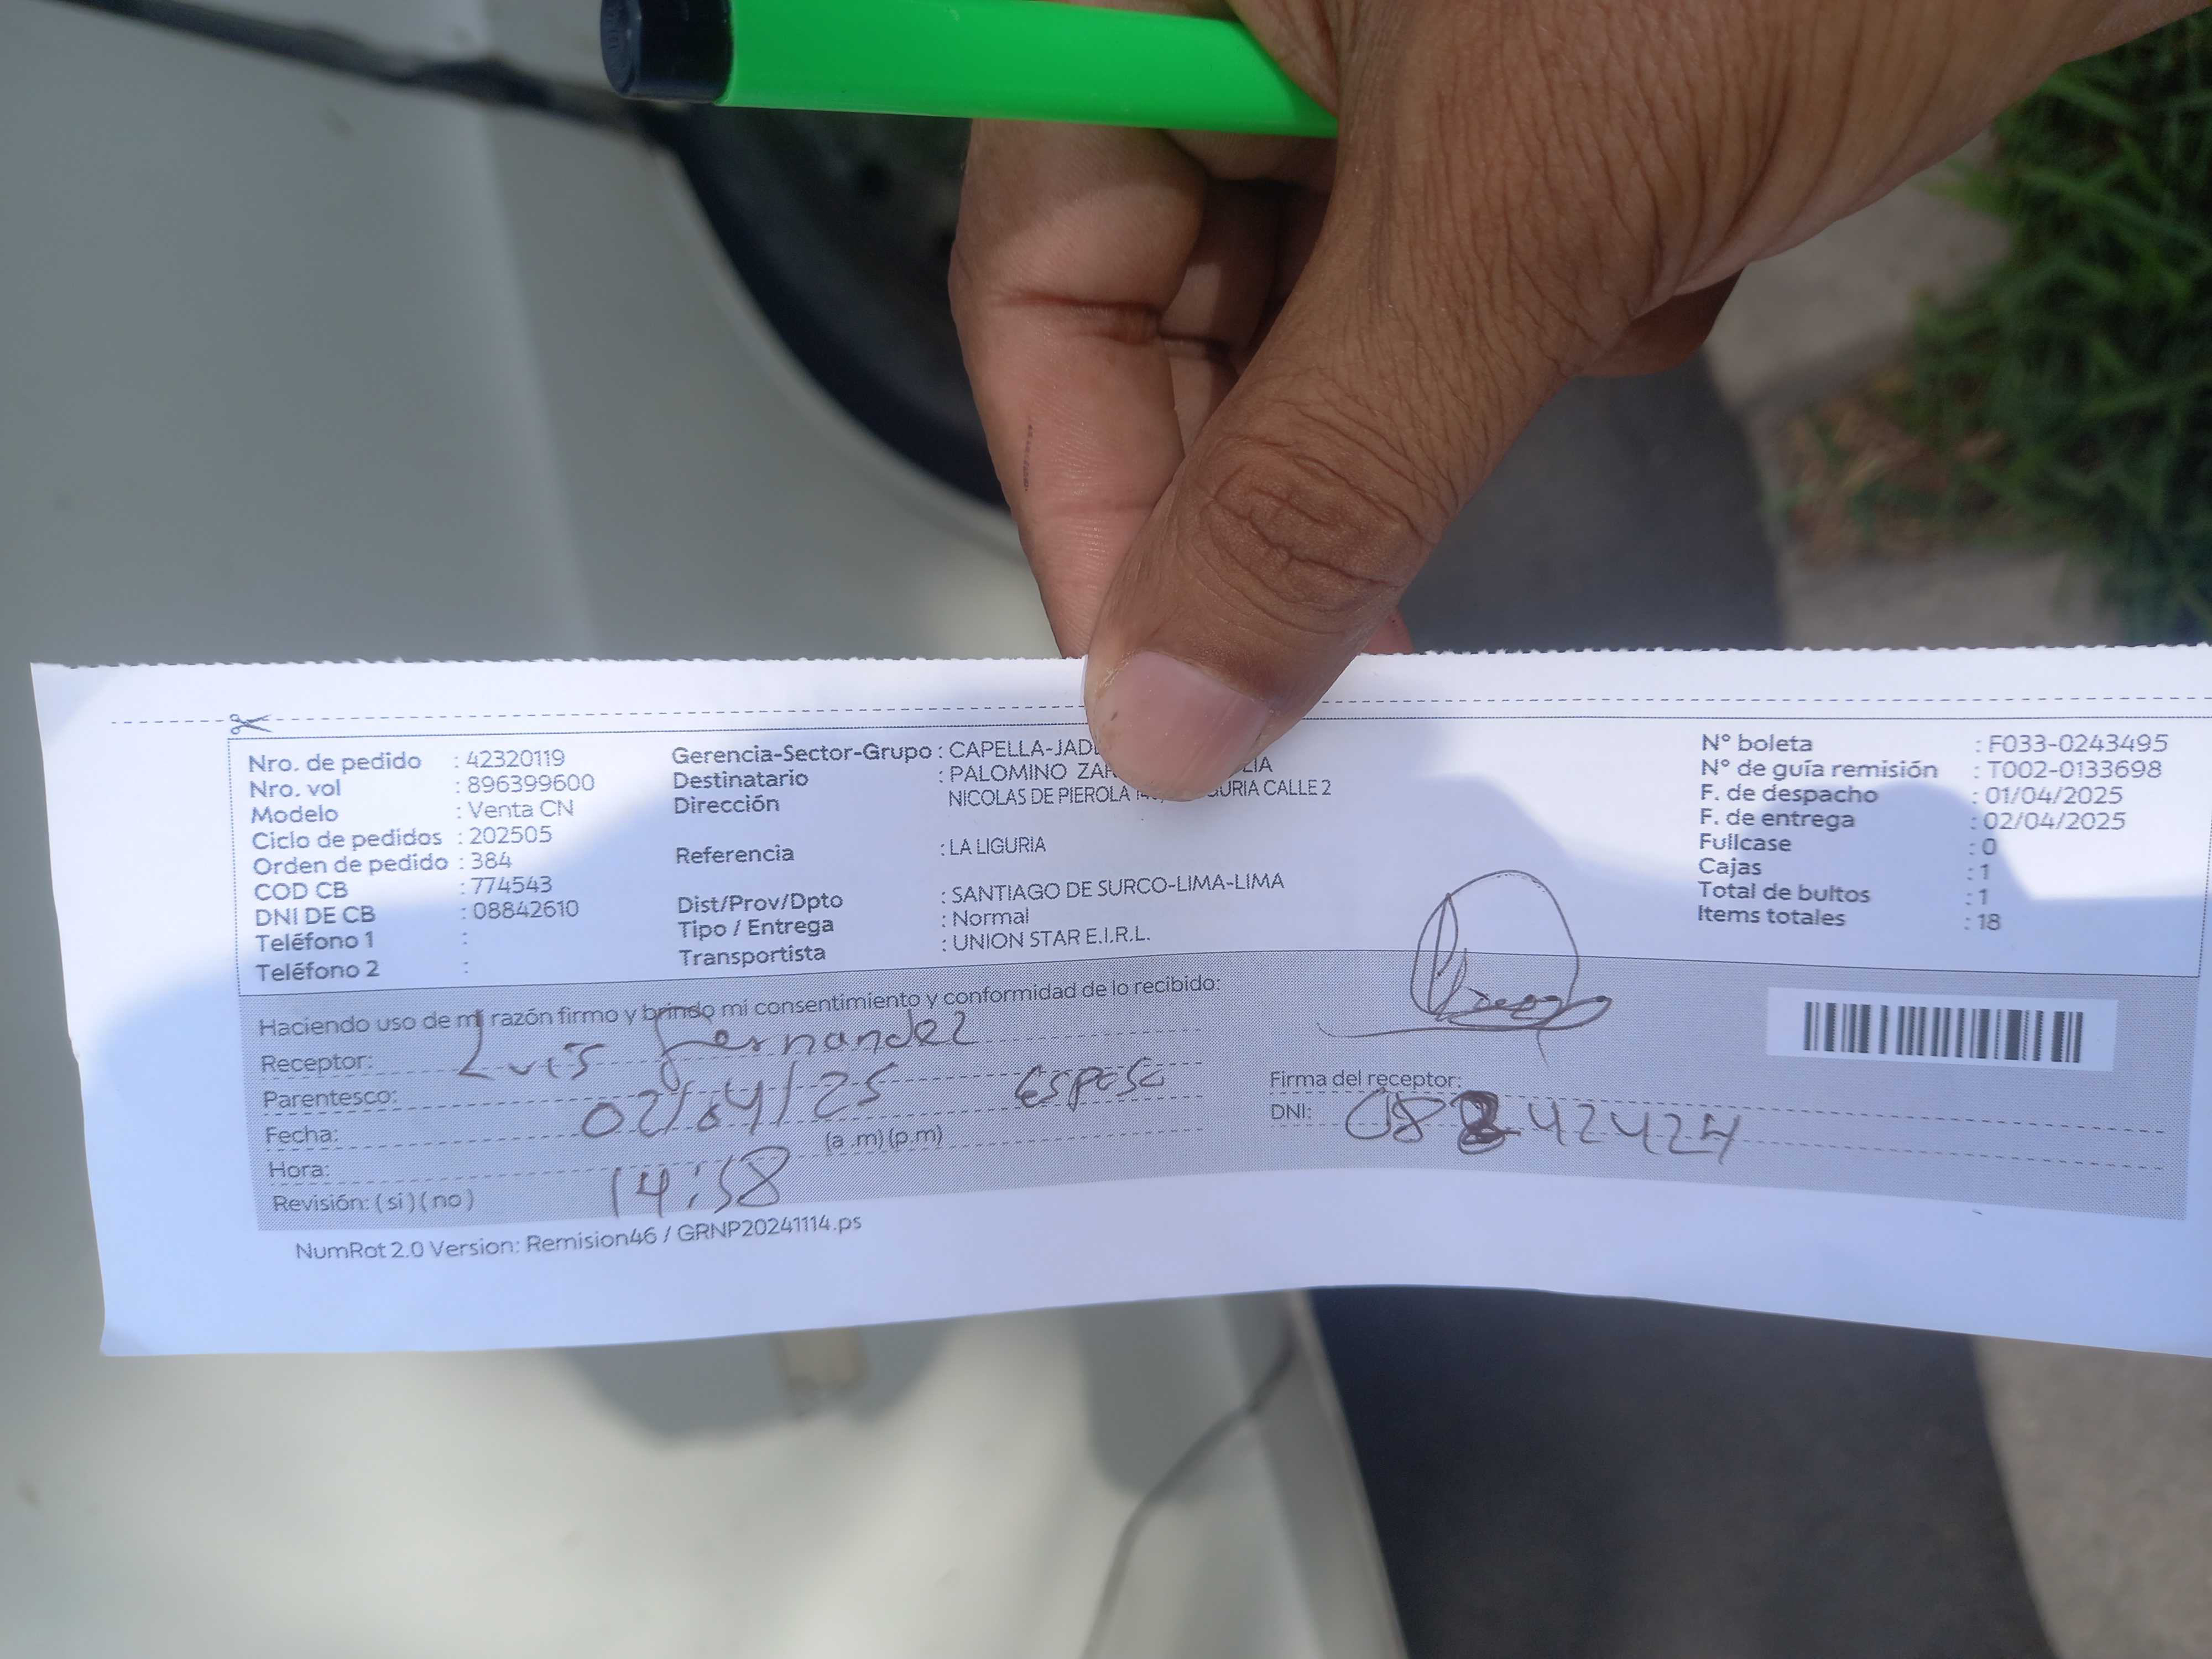 Nro. de pedido : 42320119
Nro. vol : 896399600
Modelo : Venta CN
Ciclo de pedidos : 202505
Orden de pedido : 384
COD CB : 774543
DNI DE CB : 08842610
Teléfono 1 :
Teléfono 2 :
Gerencia-Sector-Grupo : CAPELLA-
Destinatario : PALOMINO
Dirección NICOLAS DE PIEROLA CALLE 2
Referencia : LA LIGURIA
Dist/Prov/Dpto : SANTIAGO DE SURCO-LIMA-LIMA
Tipo / Entrega : Normal
Transportista : UNION STAR E.I.R.L.
N° boleta : F033-0243495
N° de guía remisión : T002-0133698
F. de despacho : 01/04/2025
F. de entrega : 02/04/2025
Fullcase : 0
Cajas : 1
Total de bultos : 1
Items totales : 18
Haciendo uso de mi razón firmo y brindo mi consentimiento y conformidad de lo recibido:
Receptor: Luis fernandez
Parentesco: Esposo
Fecha: 02/04/25
Hora: 14:58 (a .m) (p.m)
Revisión: ( si ) ( no )
Firma del receptor:
DNI:
NumRot 2.0 Version: Remision46 / GRNP20241114.ps